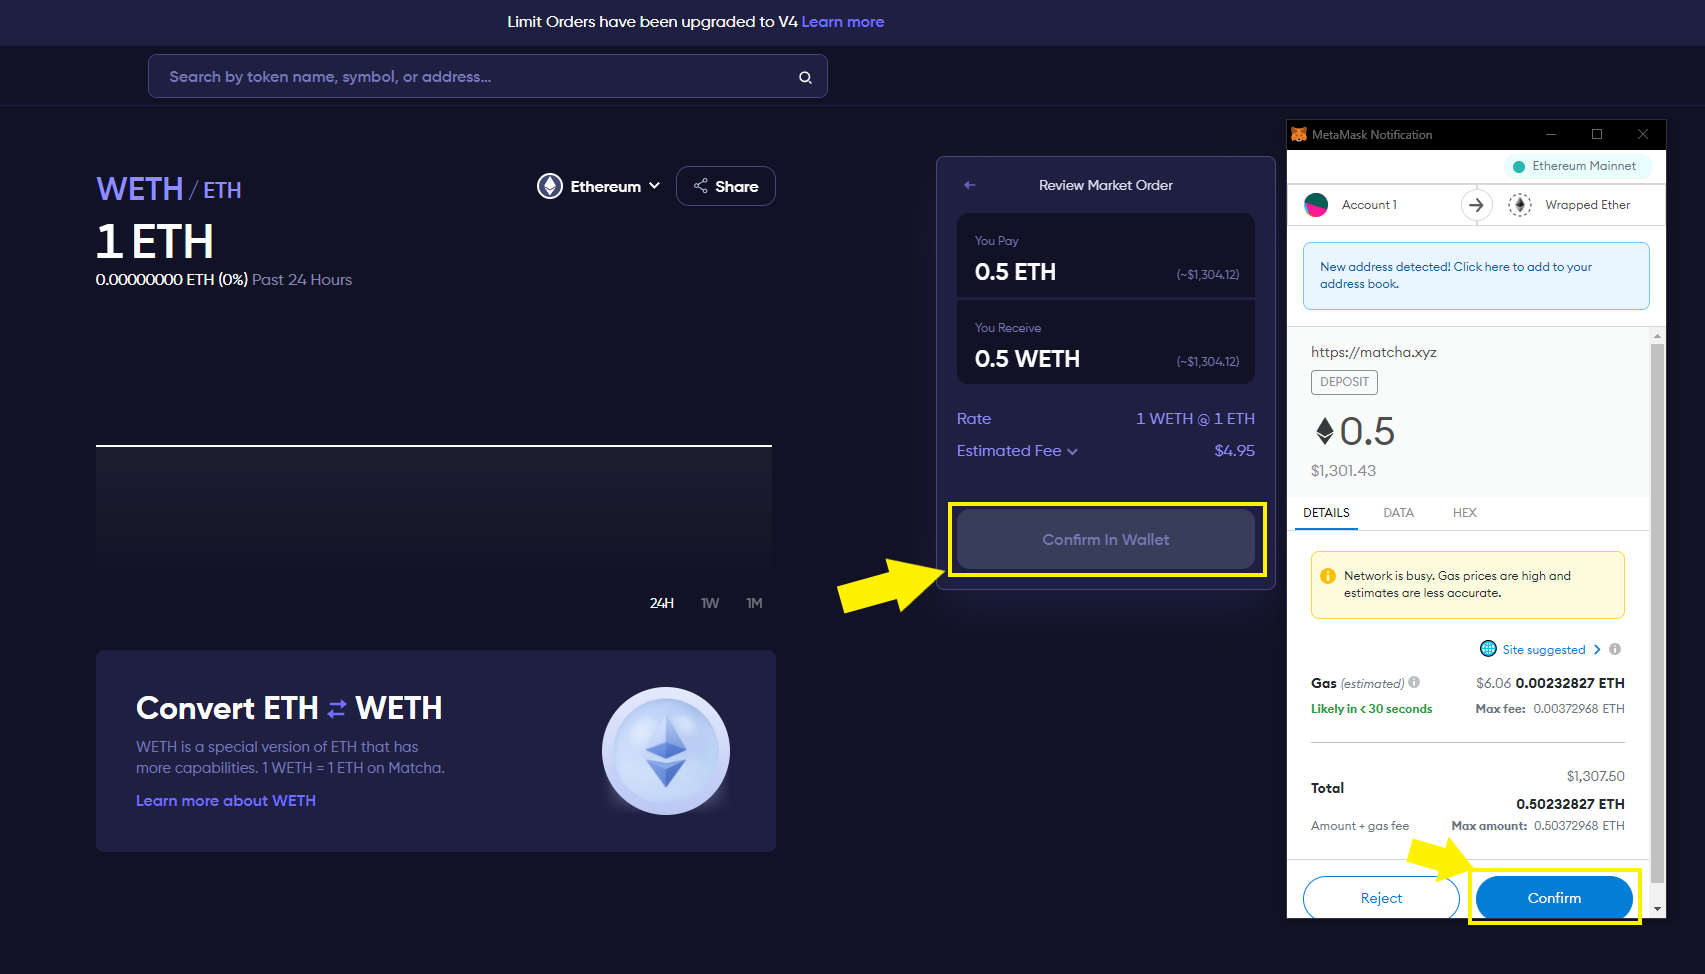 Limit Orders have been upgraded to V4 Learn more
Search by token name, symbol, or address...
WETH / ETH
Ethereum
Share
1 ETH
0.00000000 ETH (0%) Past 24 Hours
24H 1W 1M
Convert ETH WETH
WETH is a special version of ETH that has
more capabilities. 1 WETH = 1 ETH on Matcha.
Learn more about WETH
Review Market Order
You Pay
0.5 ETH (~$1,304.12)
You Receive
0.5 WETH (~$1,304.12)
Rate 1 WETH @ 1 ETH
Estimated Fee $4.95
Confirm In Wallet
MetaMask Notification
Ethereum Mainnet
Account 1 Wrapped Ether
New address detected! Click here to add to your
address book.
https://matcha.xyz
DEPOSIT
0.5
$1,301.43
DETAILS DATA HEX
Network is busy. Gas prices are high and
estimates are less accurate.
Site suggested
Gas (estimated) $6.06 0.00232827 ETH
Likely in < 30 seconds Max fee: 0.00372968 ETH
$1,307.50
Total
0.50232827 ETH
Amount + gas fee Max amount: 0.50372968 ETH
Reject Confirm